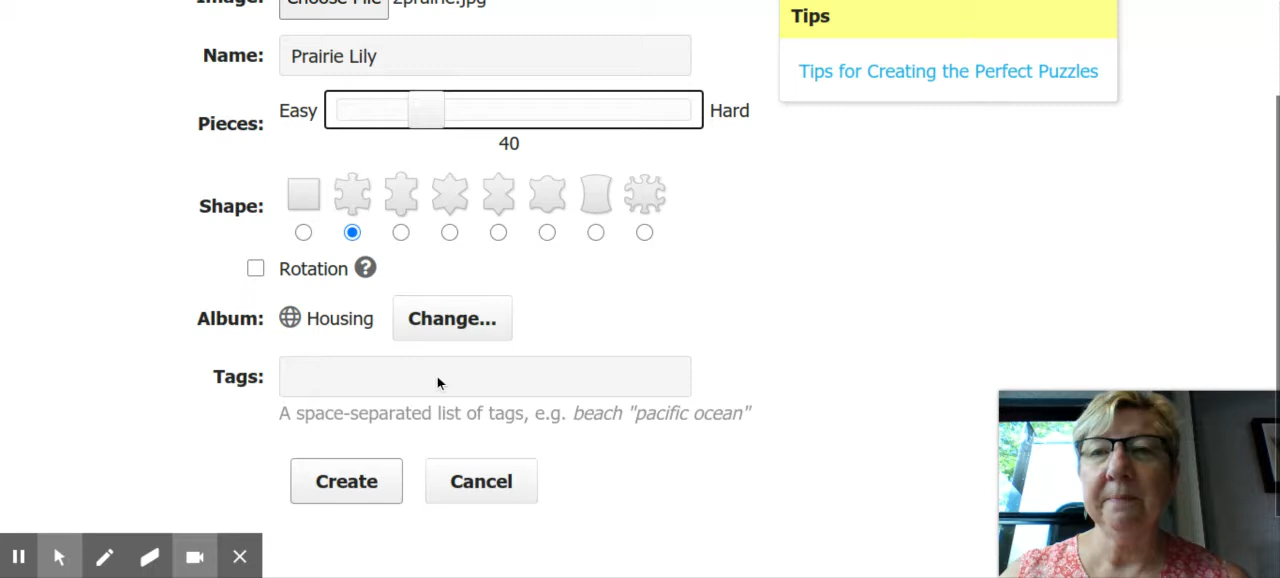 Image: Choose File 2prairie.jpg
Tips
Name: Prairie Lily
Tips for Creating the Perfect Puzzles
Easy Hard
Pieces:
40
Shape:
Rotation ?
Album: Housing Change...
Tags:
A space-separated list of tags, e.g. beach "pacific ocean"
Create Cancel